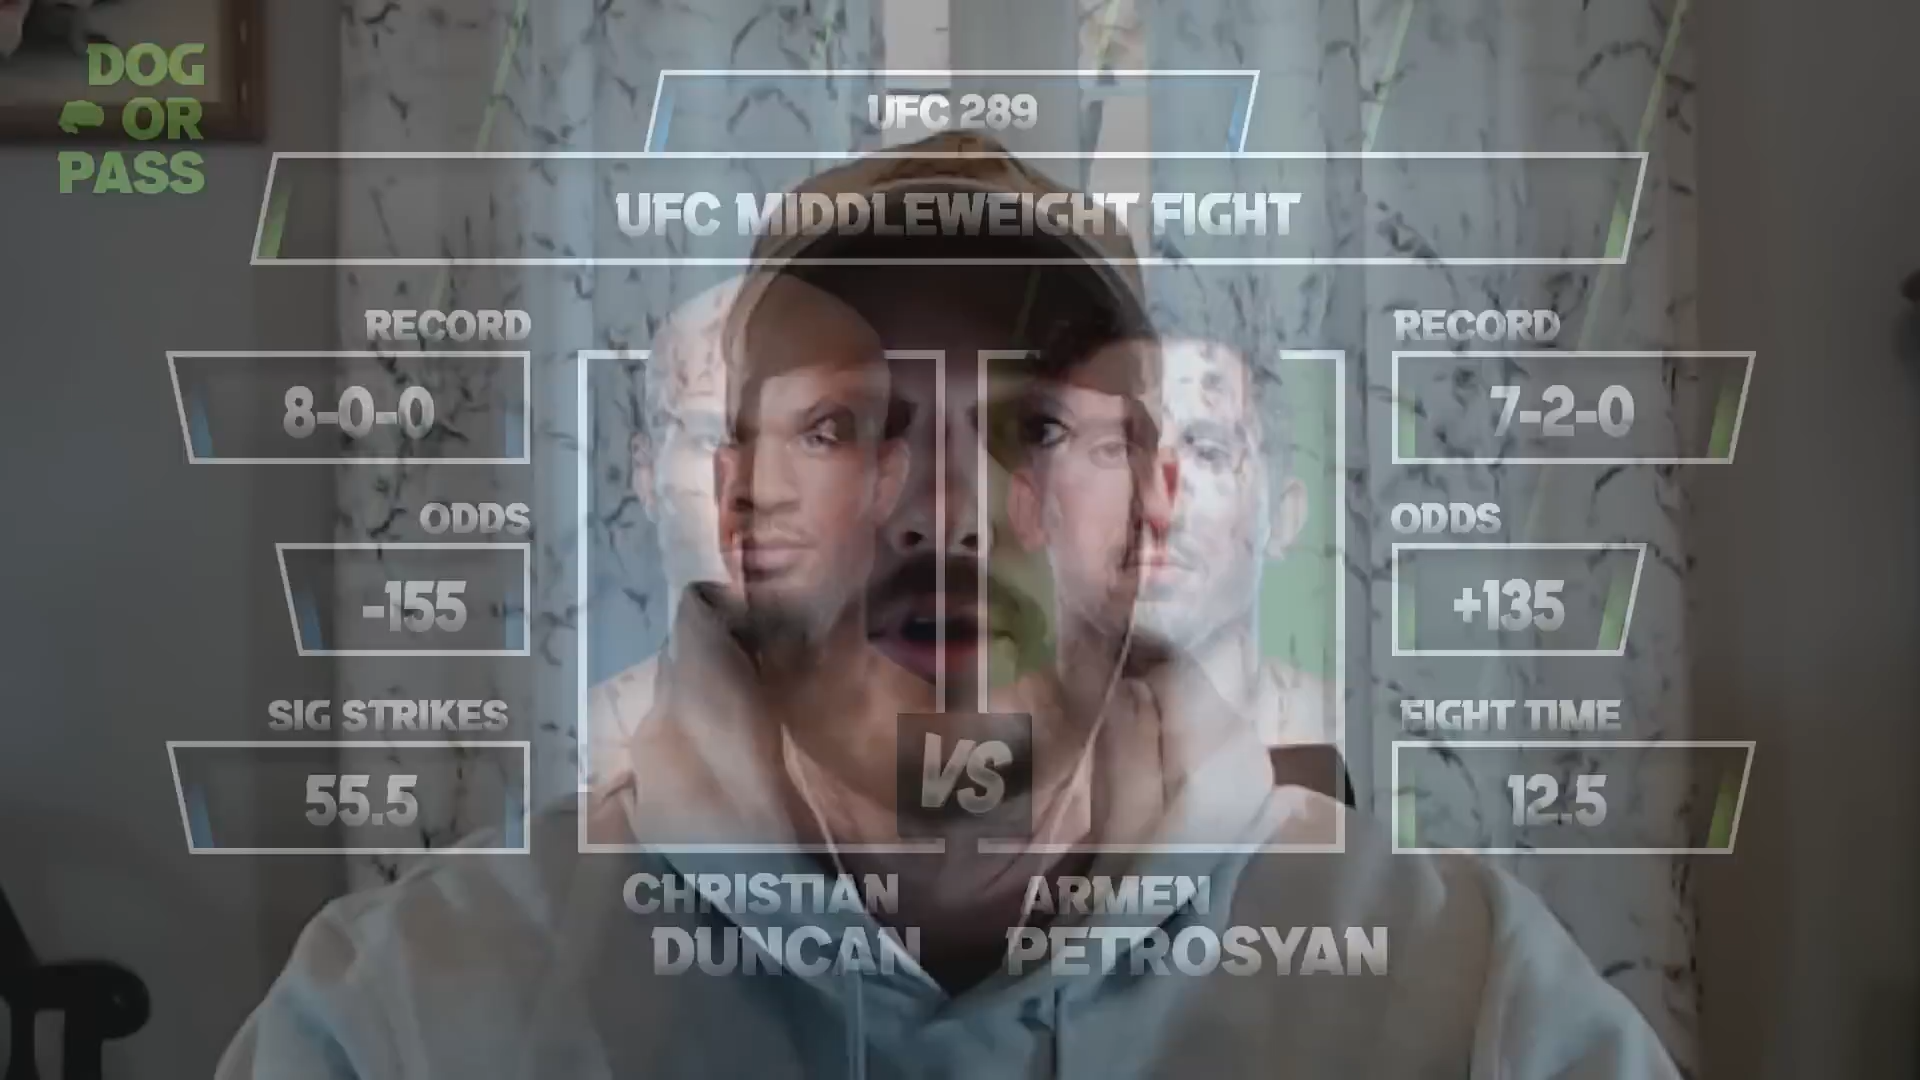 DOG
OR
PASS
UFC 289
UFC MIDDLEWEIGHT FIGHT
RECORD
8-0-0
ODDS
-155
SIG STRIKES
55.5
RECORD
7-2-0
ODDS
+135
FIGHT TIME
12.5
VS
CHRISTIAN
DUNCAN
ARMEN
PETROSYAN